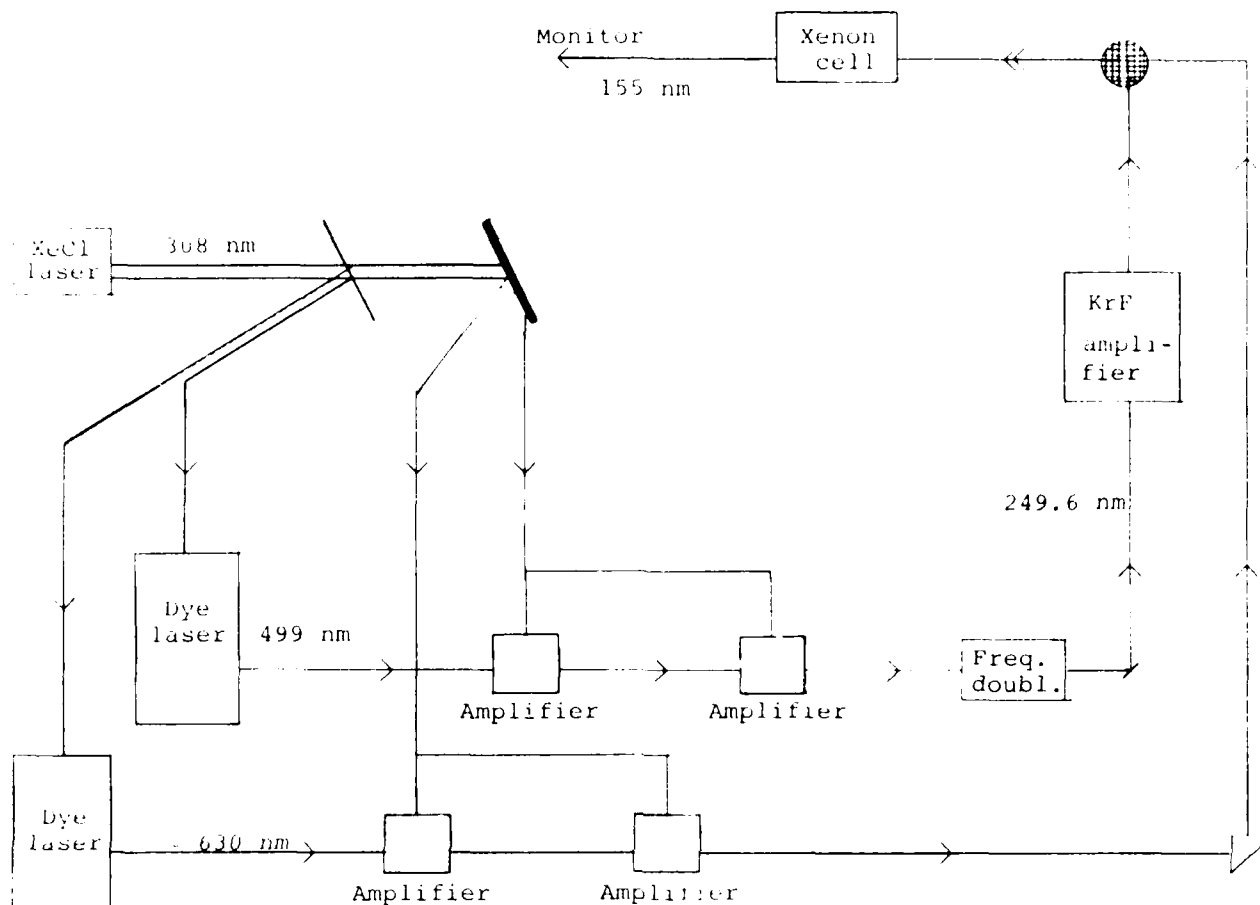 Monitor
Xenon
cell
155 nm
XeCl
laser
308 nm
KrF
ampli-
fier
249.6 nm
Dye
laser
499 nm
Freq.
doubl.
Amplifier
Amplifier
Dye
laser
630 nm
Amplifier
Amplifier